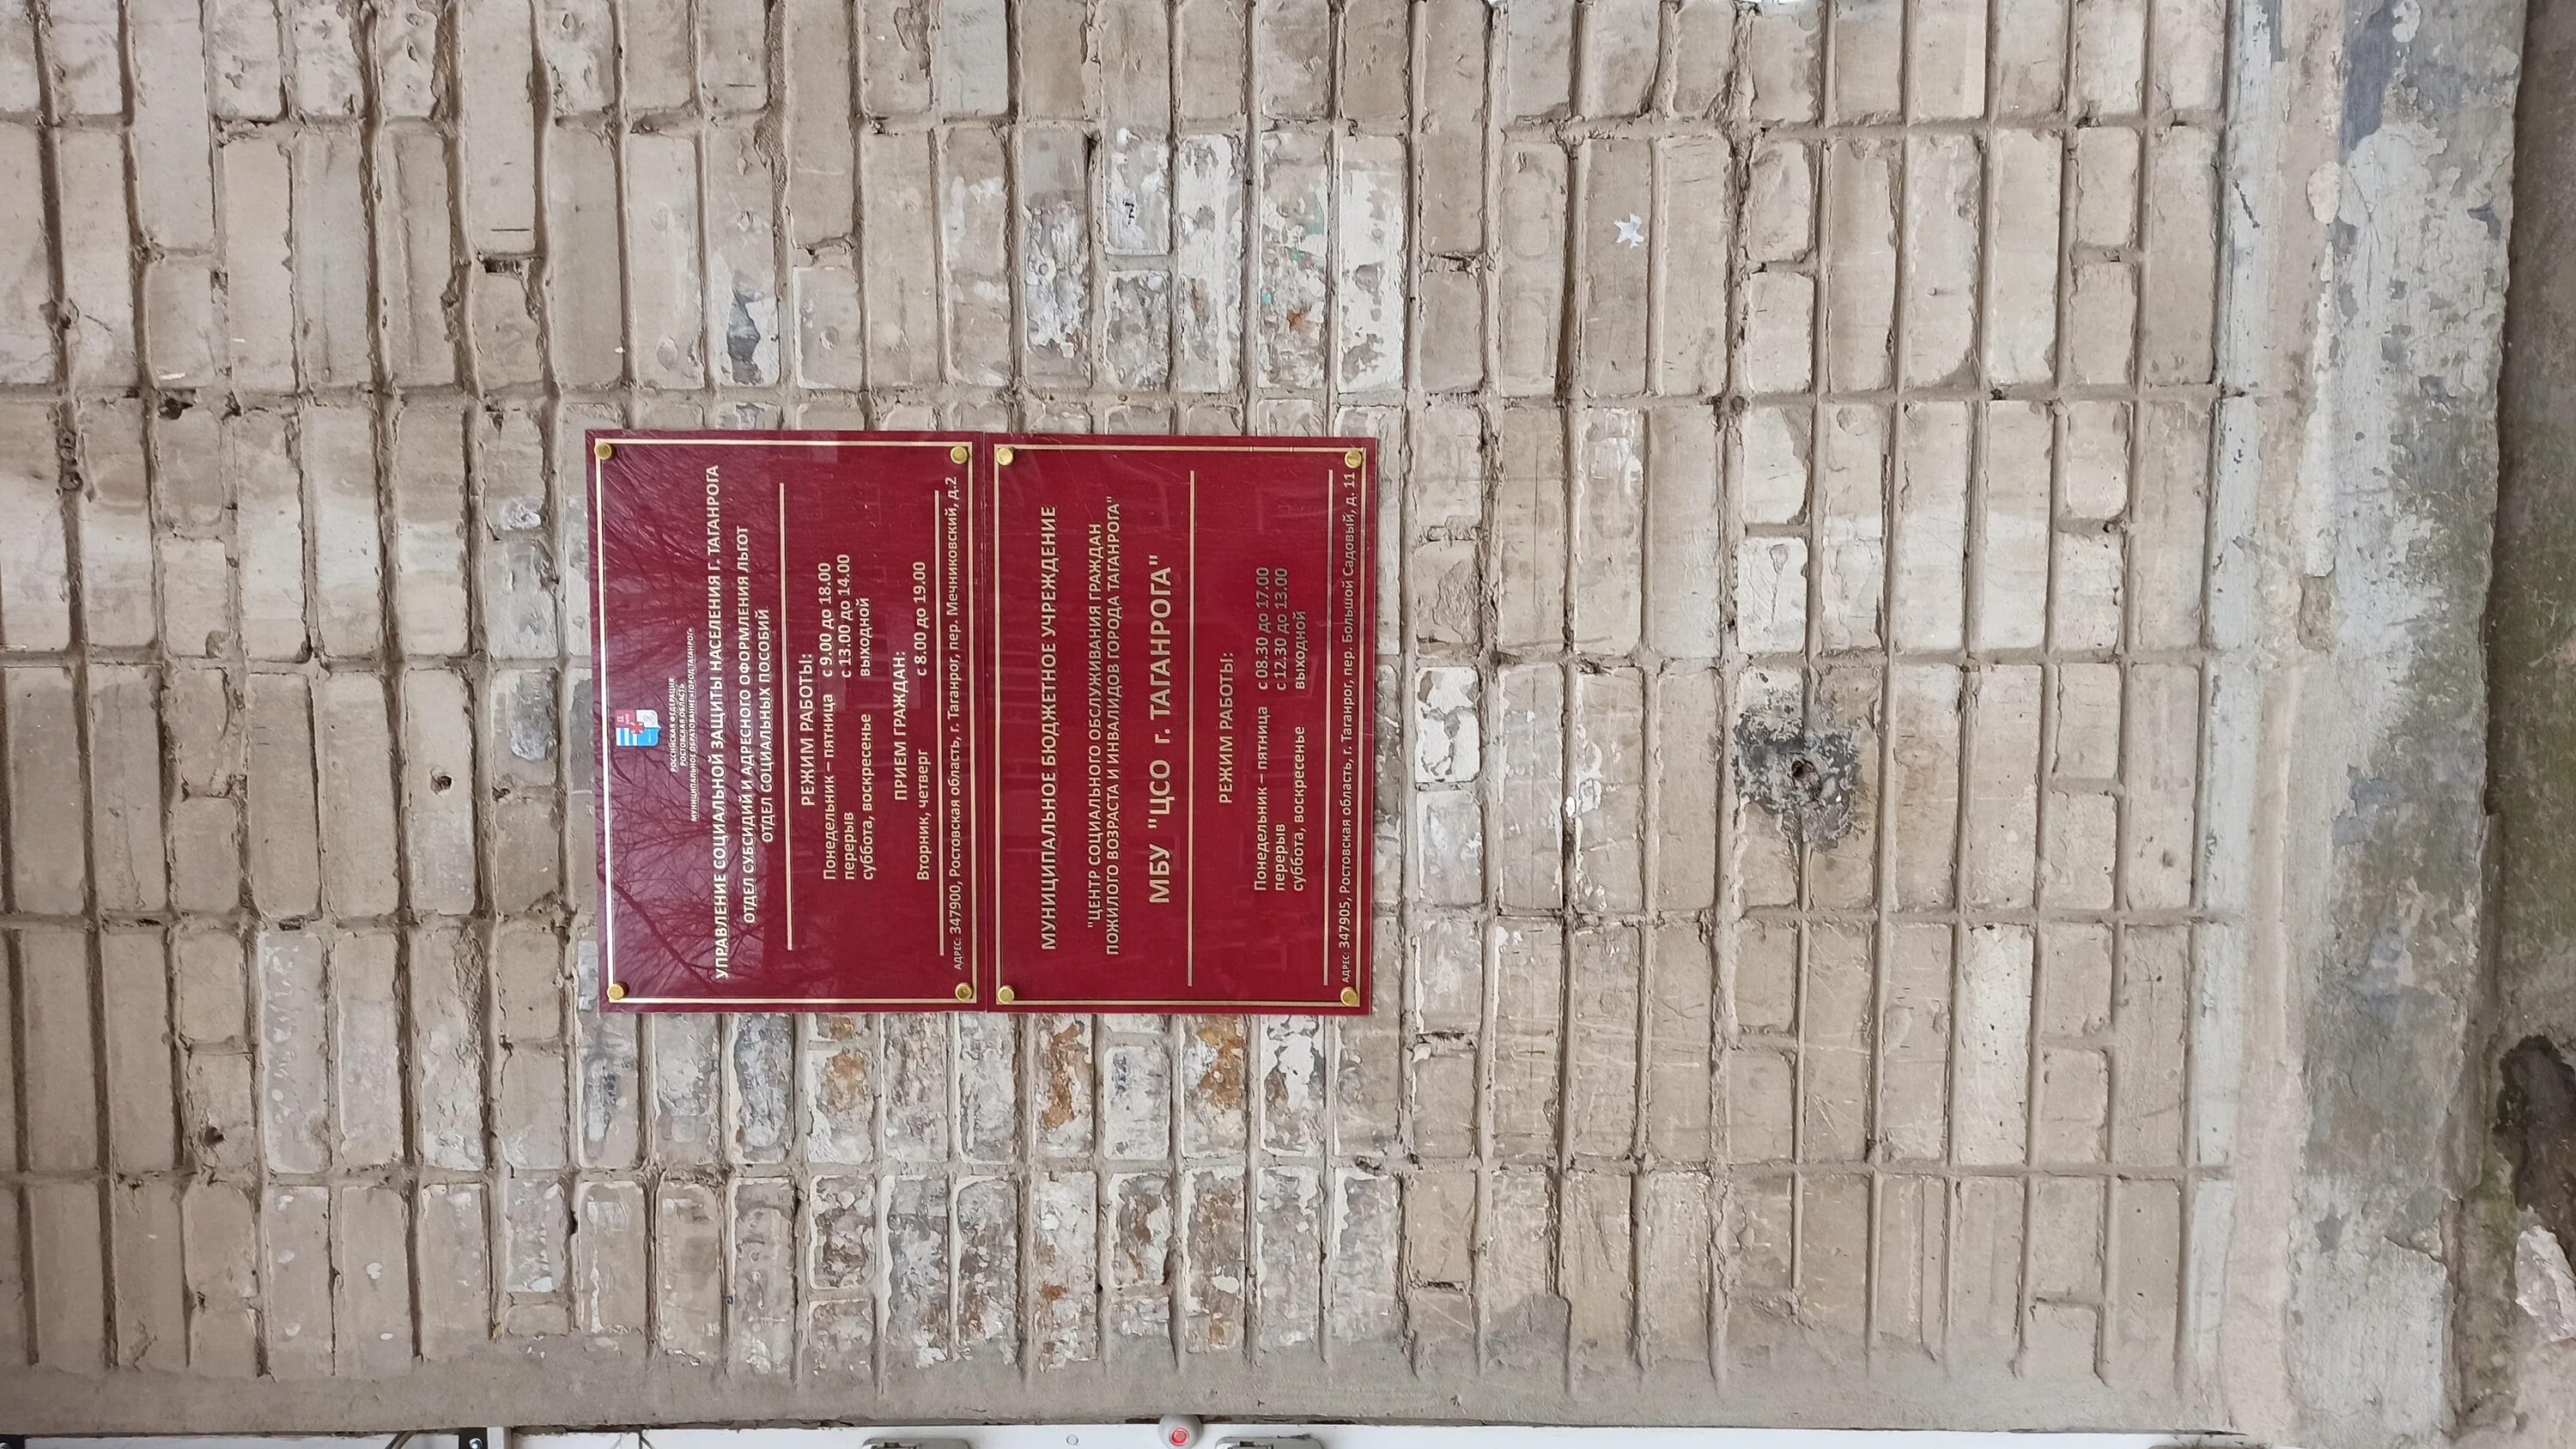 РОССИЙСКАЯ ФЕДЕРАЦИЯ
РОСТОВСКАЯ ОБЛАСТЬ
МУНИЦИПАЛЬНОЕ ОБРАЗОВАНИЕ «ГОРОД ТАГАНРОГ»
УПРАВЛЕНИЕ СОЦИАЛЬНОЙ ЗАЩИТЫ НАСЕЛЕНИЯ Г. ТАГАНРОГА
ОТДЕЛ СУБСИДИЙ И АДРЕСНОГО ОФОРМЛЕНИЯ ЛЬГОТ
ОТДЕЛ СОЦИАЛЬНЫХ ПОСОБИЙ
РЕЖИМ РАБОТЫ:
Понедельник – пятница с 9.00 до 18.00
перерыв с 13.00 до 14.00
суббота, воскресенье выходной
ПРИЕМ ГРАЖДАН:
Вторник, четверг с 8.00 до 19.00
АДРЕС: 347900, Ростовская область, г. Таганрог, пер. Мечниковский, д.2
МУНИЦИПАЛЬНОЕ БЮДЖЕТНОЕ УЧРЕЖДЕНИЕ
"ЦЕНТР СОЦИАЛЬНОГО ОБСЛУЖИВАНИЯ ГРАЖДАН
ПОЖИЛОГО ВОЗРАСТА И ИНВАЛИДОВ ГОРОДА ТАГАНРОГА"
МБУ "ЦСО г. ТАГАНРОГА"
РЕЖИМ РАБОТЫ:
Понедельник – пятница с 08.30 до 17.00
перерыв с 12.30 до 13.00
суббота, воскресенье выходной
АДРЕС: 347905, Ростовская область, г. Таганрог, пер. Большой Садовый, д. 11